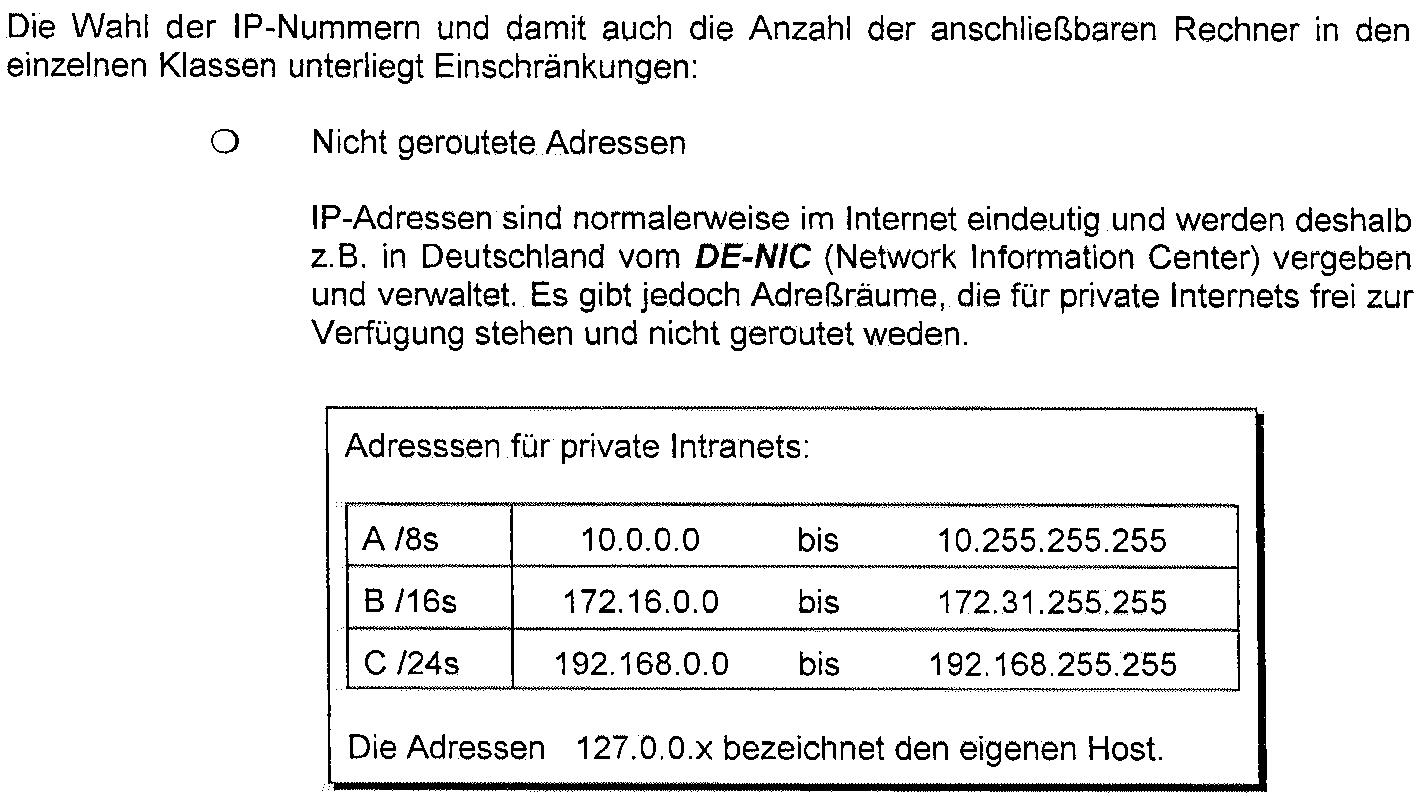 Die Wahl der IP-Nummern und damit auch die Anzahl der anschließbaren Rechner in den
einzelnen Klassen unterliegt Einschränkungen:
Nicht geroutete Adressen
IP-Adressen sind normalerweise im Internet eindeutig und werden deshalb
z.B. in Deutschland vom DE-NIC (Network Information Center) vergeben
und verwaltet. Es gibt jedoch Adreßräume, die für private Internets frei zur
Verfügung stehen und nicht geroutet weden.
Adresssen für private Intranets:
A /8s 10.0.0.0 bis 10.255.255.255
B /16s 172.16.0.0 bis 172.31.255.255
C /24s 192.168.0.0 bis 192.168.255.255
Die Adressen 127.0.0.x bezeichnet den eigenen Host.